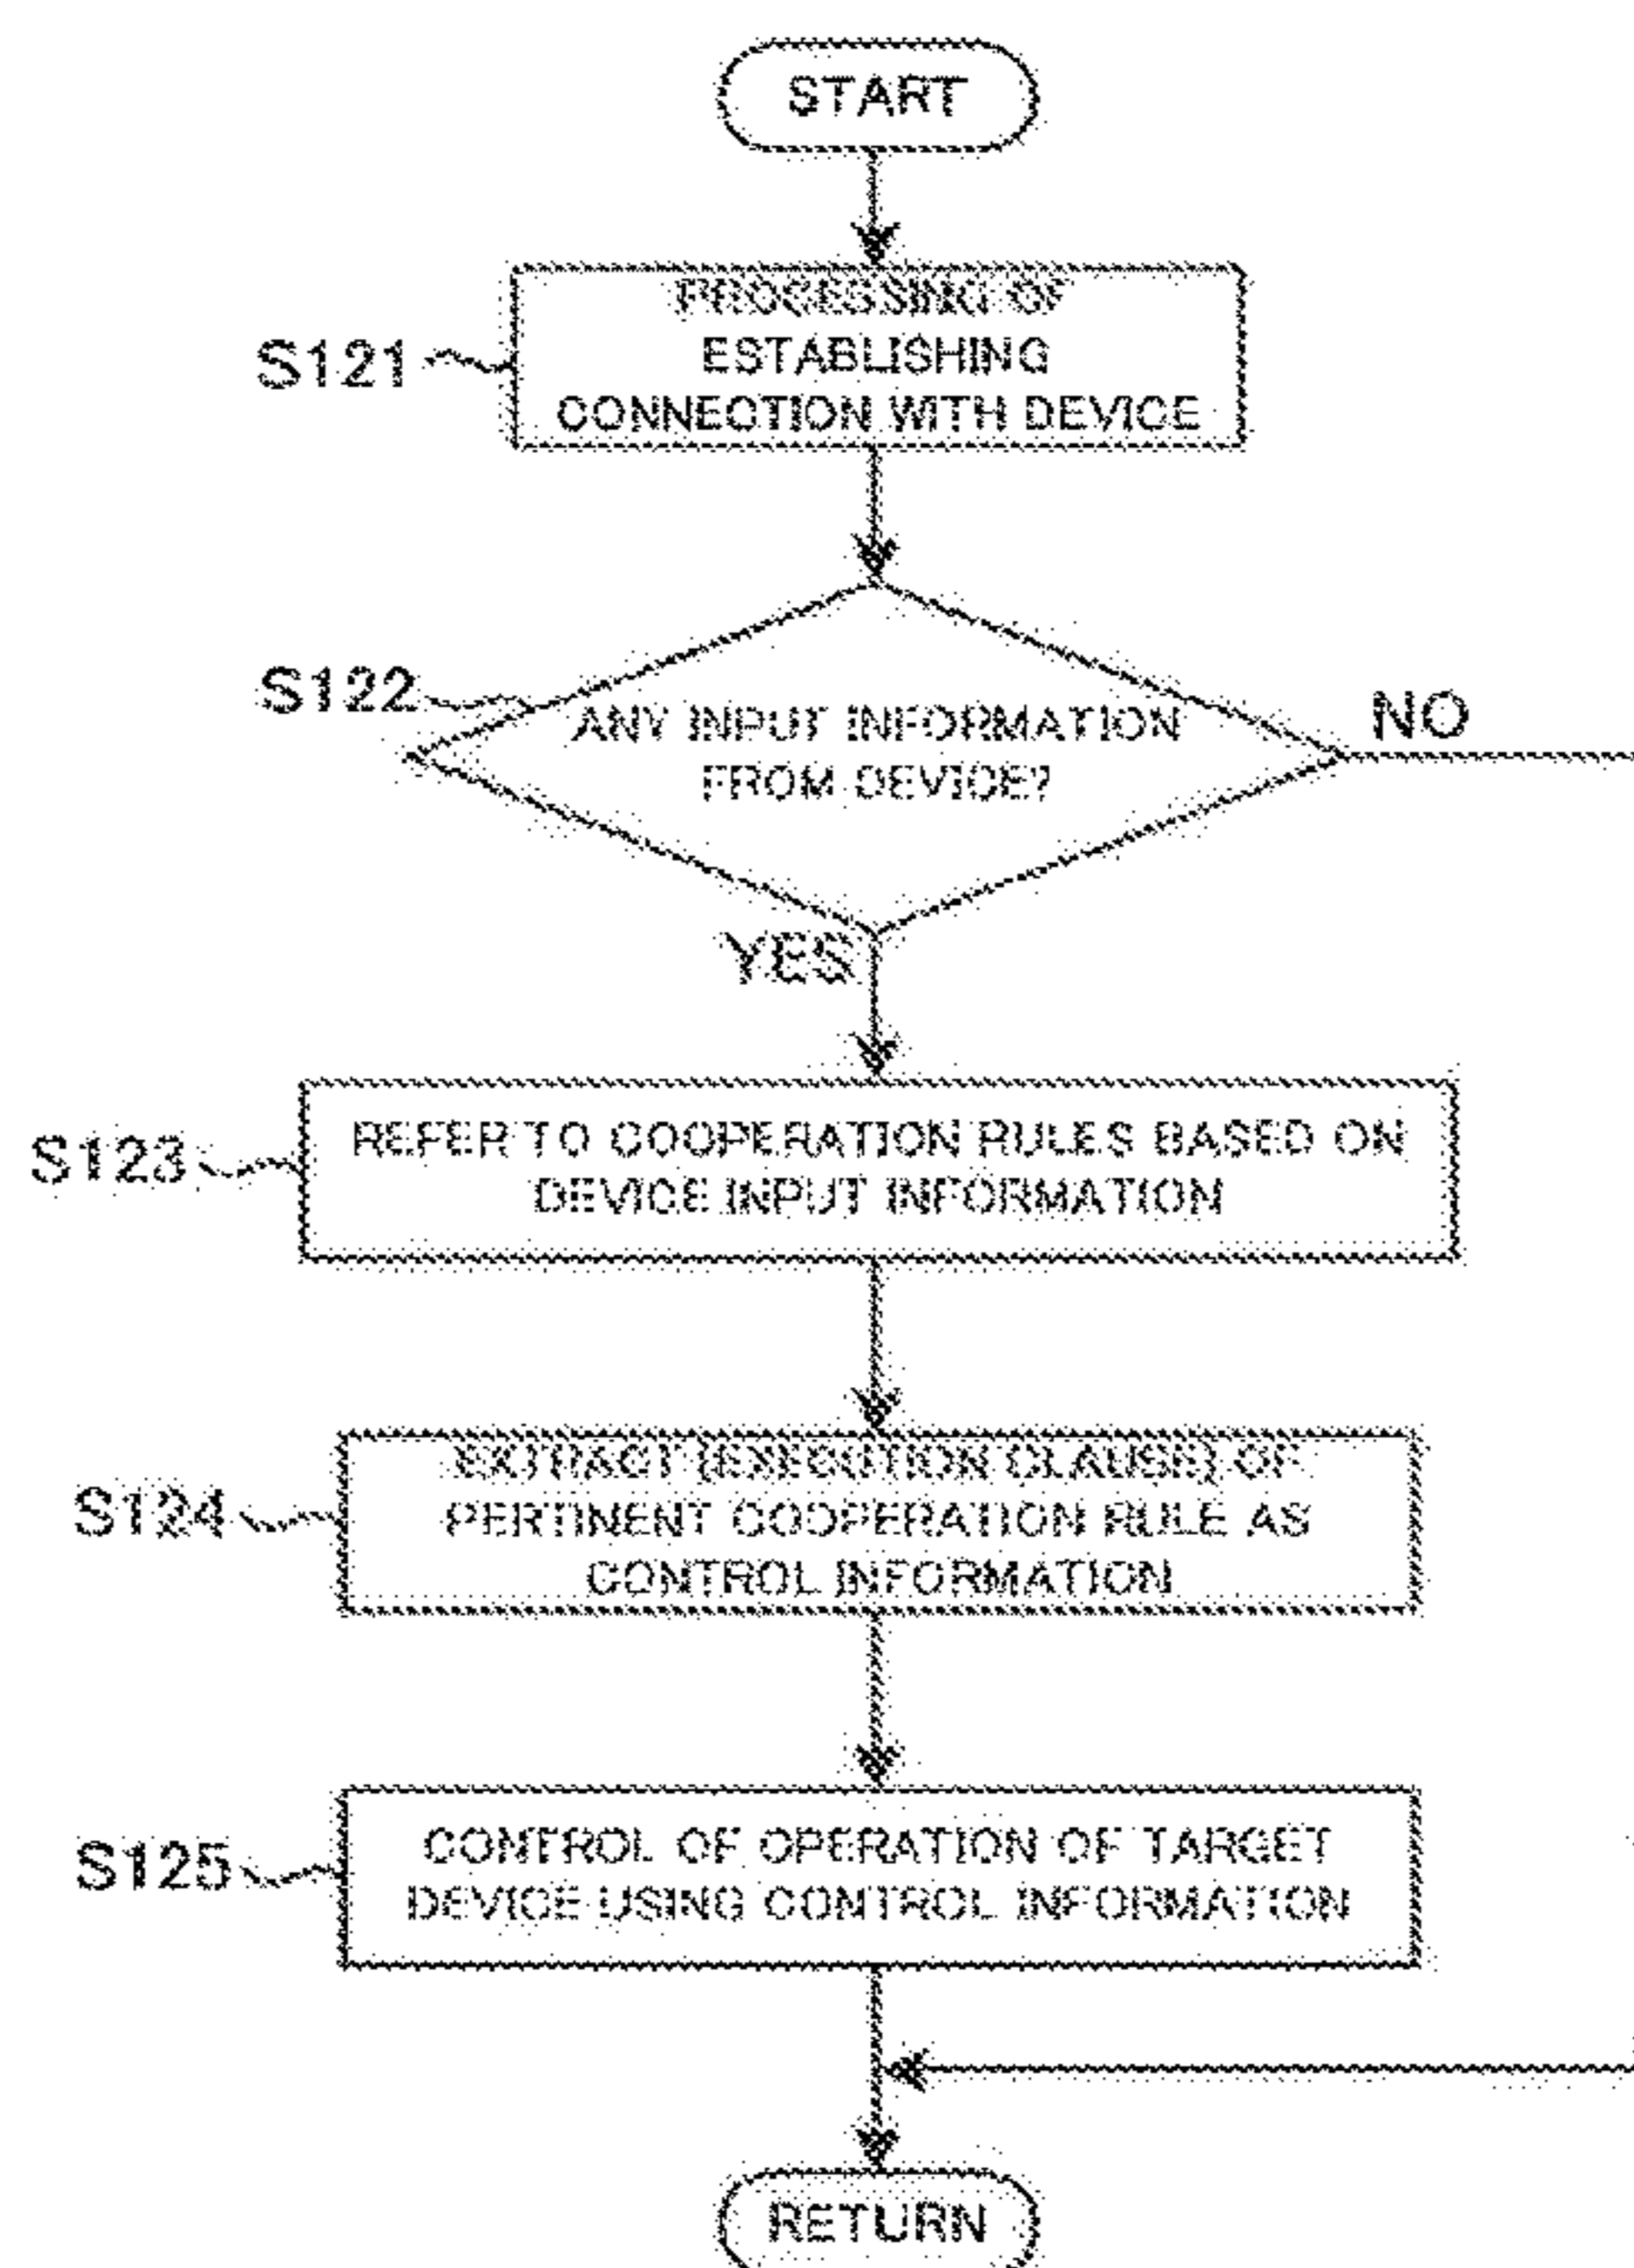 START
S121
PROCESSING OF
ESTABLISHING
CONNECTION WITH DEVICE
S122
ANY INPUT INFORMATION
FROM DEVICE?
NO
YES
S123
REFER TO COOPERATION RULES BASED ON
DEVICE INPUT INFORMATION
S124
EXTRACT [EXECUTION CLAUSE] OF
PERTINENT COOPERATION RULE AS
CONTROL INFORMATION
S125
CONTROL OF OPERATION OF TARGET
DEVICE USING CONTROL INFORMATION
RETURN